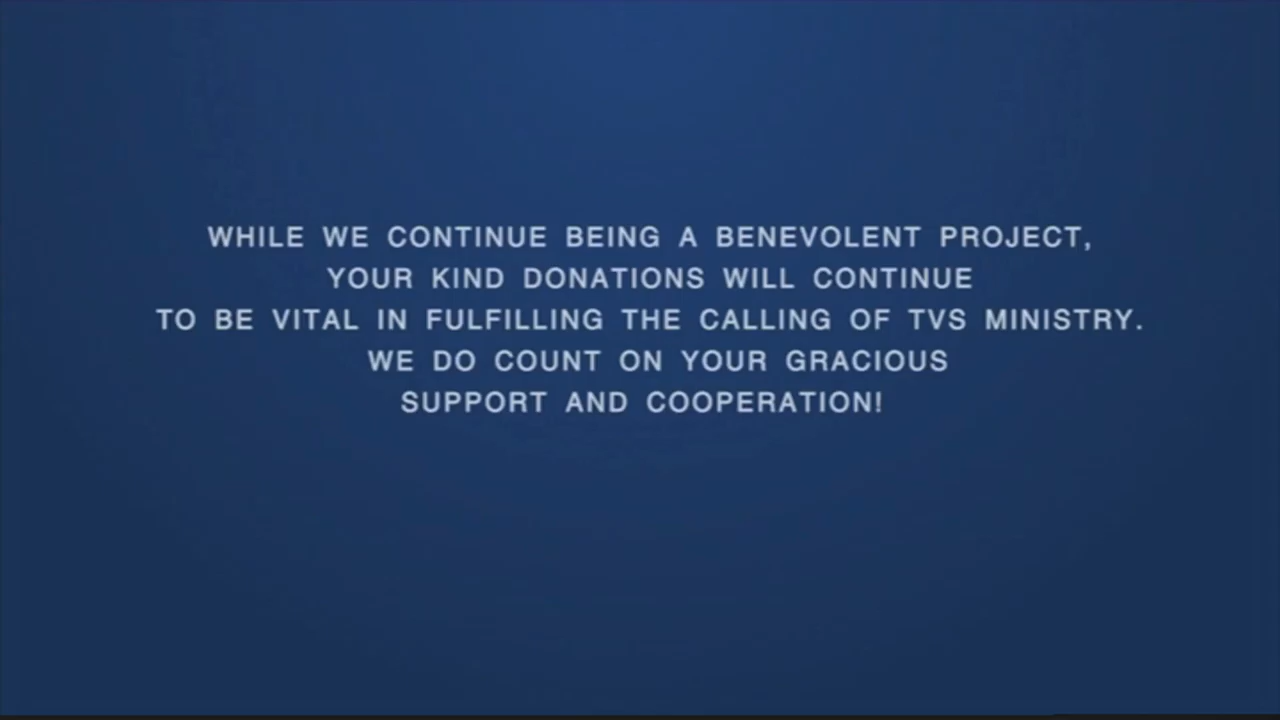 WHILE WE CONTINUE BEING A BENEVOLENT PROJECT,
YOUR KIND DONATIONS WILL CONTINUE
TO BE VITAL IN FULFILLING THE CALLING OF TVS MINISTRY.
WE DO COUNT ON YOUR GRACIOUS
SUPPORT AND COOPERATION!